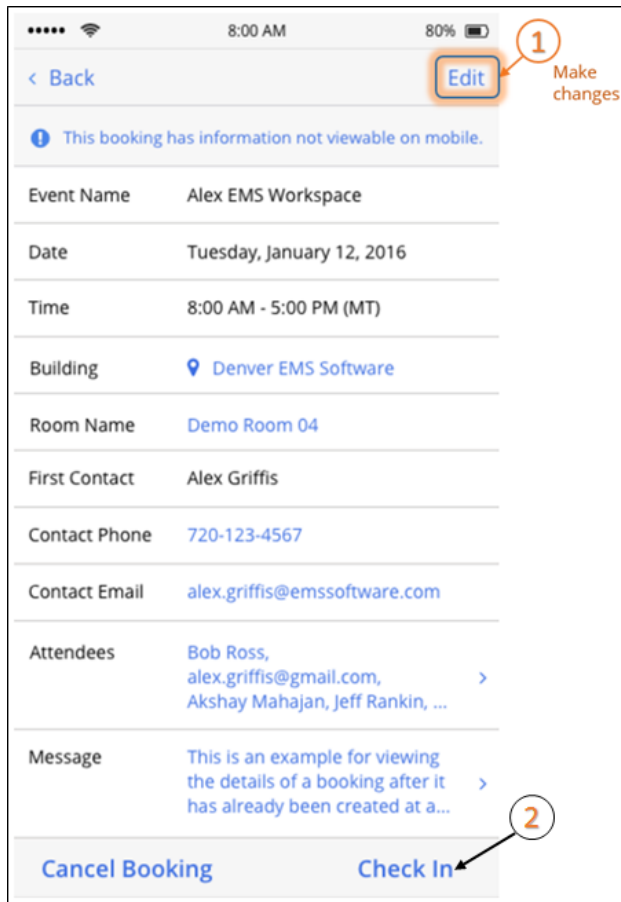 8:00 AM 80%
1
< Back Edit
Make
changes
This booking has information not viewable on mobile.
Event Name Alex EMS Workspace
Date Tuesday, January 12, 2016
Time 8:00 AM - 5:00 PM (MT)
Building Denver EMS Software
Room Name Demo Room 04
First Contact Alex Griffis
Contact Phone 720-123-4567
Contact Email alex.griffis@emssoftware.com
Attendees Bob Ross,
alex.griffis@gmail.com,
Akshay Mahajan, Jeff Rankin, ...
Message This is an example for viewing
the details of a booking after it
has already been created at a...
2
Cancel Booking Check In